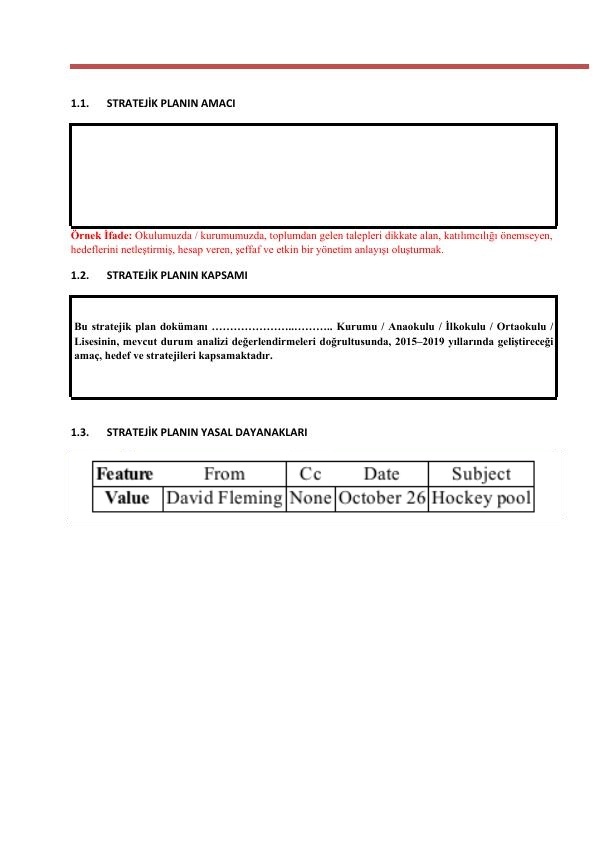 1.1. STRATEJİK PLANIN AMACI
Örnek İfade: Okulumuzda / kurumumuzda, toplumdan gelen talepleri dikkate alan, katılımcılığı önemseyen,
hedeflerini netleştirmiş, hesap veren, şeffaf ve etkin bir yönetim anlayışı oluşturmak.
1.2. STRATEJİK PLANIN KAPSAMI
Bu stratejik plan dokümanı …………………..……….. Kurumu / Anaokulu / İlkokulu / Ortaokulu /
Lisesinin, mevcut durum analizi değerlendirmeleri doğrultusunda, 2015–2019 yıllarında geliştireceği
amaç, hedef ve stratejileri kapsamaktadır.
1.3. STRATEJİK PLANIN YASAL DAYANAKLARI
Feature From Cc Date Subject
Value David Fleming None October 26 Hockey pool